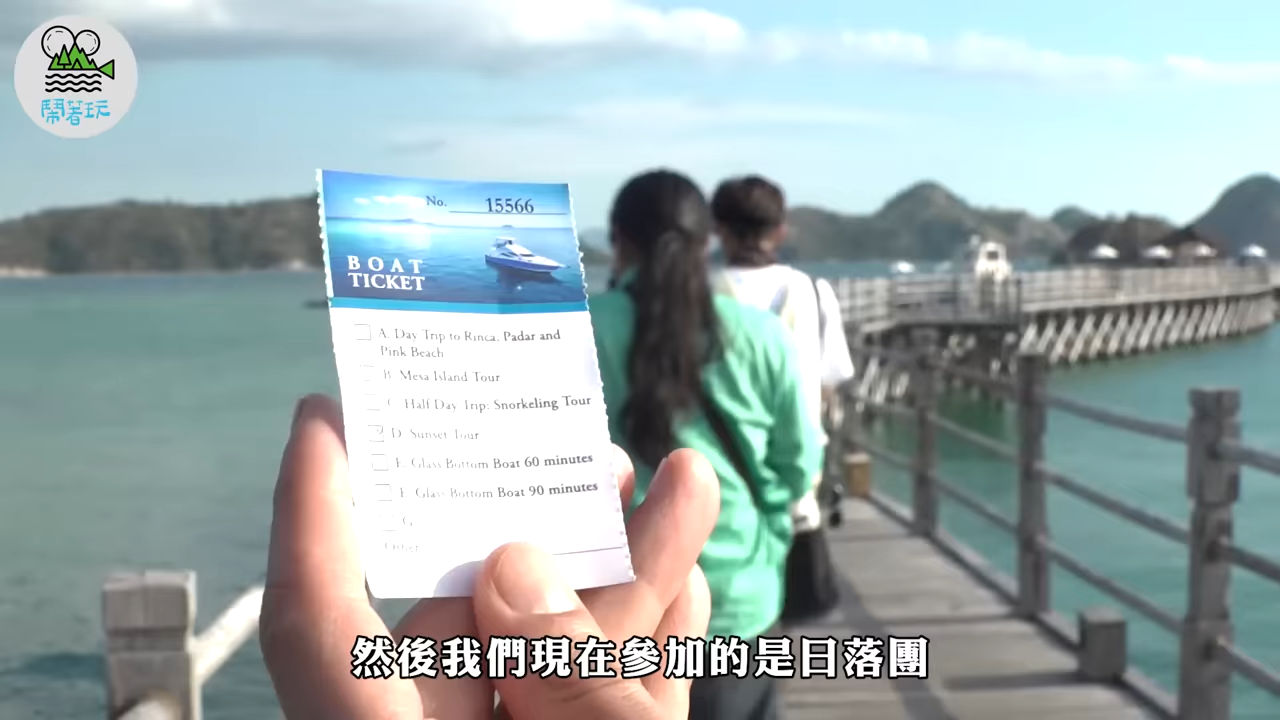 鬧著玩
No. 15566
BOAT
TICKET
A. Day Trip to Rinca, Padar and
Pink Beach
B. Mesa Island Tour
C. Half Day Trip: Snorkeling Tour
D. Sunset Tour
E. Glass Bottom Boat 60 minutes
F. Glass Bottom Boat 90 minutes
G.
Other
然後我們現在參加的是日落團